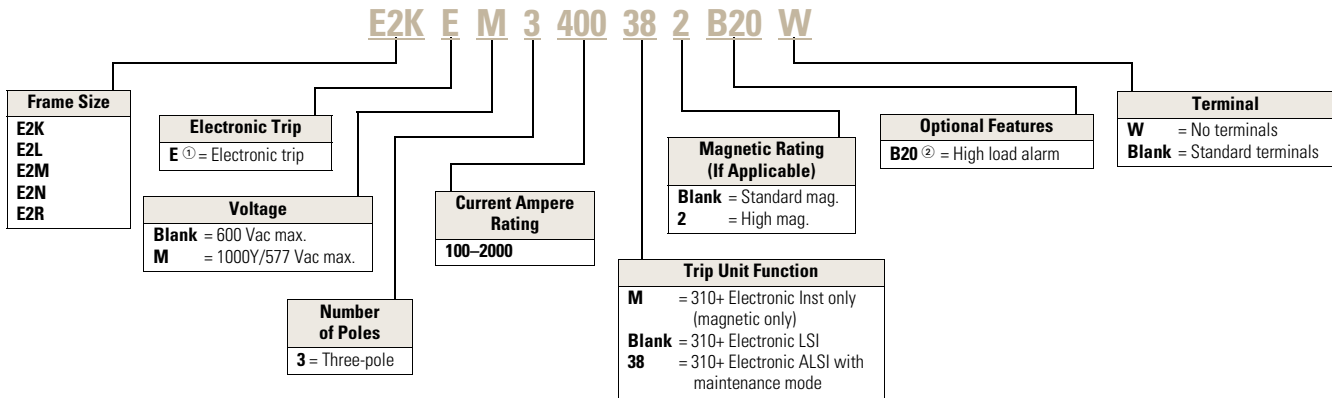 E2K E M 3 400 38 2 B20 W
Frame Size
E2K
E2L
E2M
E2N
E2R
Electronic Trip
E ① = Electronic trip
Voltage
Blank = 600 Vac max.
M = 1000Y/577 Vac max.
Number
of Poles
3 = Three-pole
Current Ampere
Rating
100–2000
Trip Unit Function
M = 310+ Electronic Inst only
(magnetic only)
Blank = 310+ Electronic LSI
38 = 310+ Electronic ALSI with
maintenance mode
Magnetic Rating
(If Applicable)
Blank = Standard mag.
2 = High mag.
Optional Features
B20 ② = High load alarm
Terminal
W = No terminals
Blank = Standard terminals